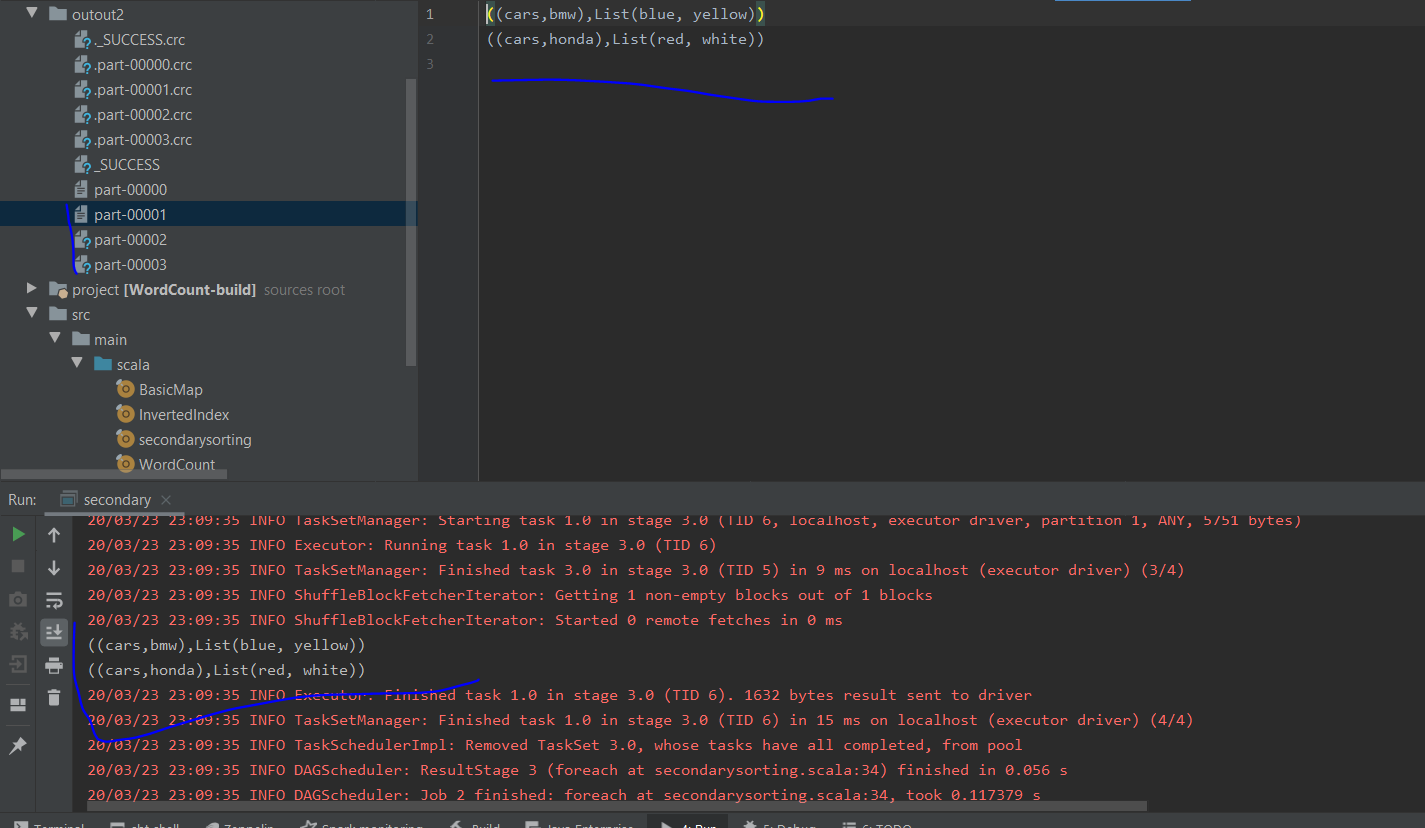 outout2
._SUCCESS.crc
.part-00000.crc
.part-00001.crc
.part-00002.crc
.part-00003.crc
_SUCCESS
part-00000
part-00001
part-00002
part-00003
project [WordCount-build] sources root
src
main
scala
BasicMap
InvertedIndex
secondarysorting
WordCount
1 ((cars,bmw),List(blue, yellow))
2 ((cars,honda),List(red, white))
3
Run: secondary
20/03/23 23:09:35 INFO TaskSetManager: Starting task 1.0 in stage 3.0 (TID 6, localhost, executor driver, partition 1, ANY, 5751 bytes)
20/03/23 23:09:35 INFO Executor: Running task 1.0 in stage 3.0 (TID 6)
20/03/23 23:09:35 INFO TaskSetManager: Finished task 3.0 in stage 3.0 (TID 5) in 9 ms on localhost (executor driver) (3/4)
20/03/23 23:09:35 INFO ShuffleBlockFetcherIterator: Getting 1 non-empty blocks out of 1 blocks
20/03/23 23:09:35 INFO ShuffleBlockFetcherIterator: Started 0 remote fetches in 0 ms
((cars,bmw),List(blue, yellow))
((cars,honda),List(red, white))
20/03/23 23:09:35 INFO Executor: Finished task 1.0 in stage 3.0 (TID 6). 1632 bytes result sent to driver
20/03/23 23:09:35 INFO TaskSetManager: Finished task 1.0 in stage 3.0 (TID 6) in 15 ms on localhost (executor driver) (4/4)
20/03/23 23:09:35 INFO TaskSchedulerImpl: Removed TaskSet 3.0, whose tasks have all completed, from pool
20/03/23 23:09:35 INFO DAGScheduler: ResultStage 3 (foreach at secondarysorting.scala:34) finished in 0.056 s
20/03/23 23:09:35 INFO DAGScheduler: Job 2 finished: foreach at secondarysorting.scala:34, took 0.117379 s
Terminal sbt shell Zeppelin Spark monitoring Build Java Enterprise 4: Run 5: Debug 6: TODO